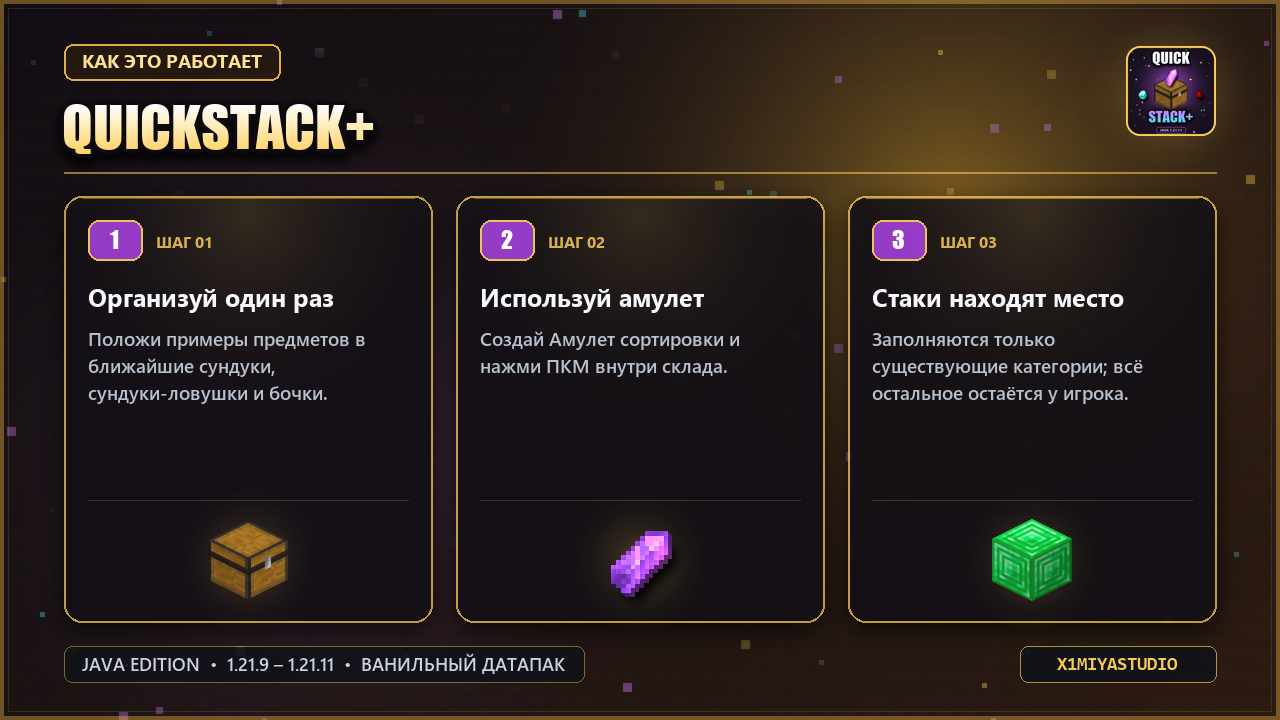 КАК ЭТО РАБОТАЕТ
QUICKSTACK+
QUICK
STACK+
1 ШАГ 01
Организуй один раз
Положи примеры предметов в
ближайшие сундуки,
сундуки-ловушки и бочки.
2 ШАГ 02
Используй амулет
Создай Амулет сортировки и
нажми ПКМ внутри склада.
3 ШАГ 03
Стаки находят место
Заполняются только
существующие категории; всё
остальное остаётся у игрока.
JAVA EDITION • 1.21.9 – 1.21.11 • ВАНИЛЬНЫЙ ДАТАПАК
X1MIYASTUDIO